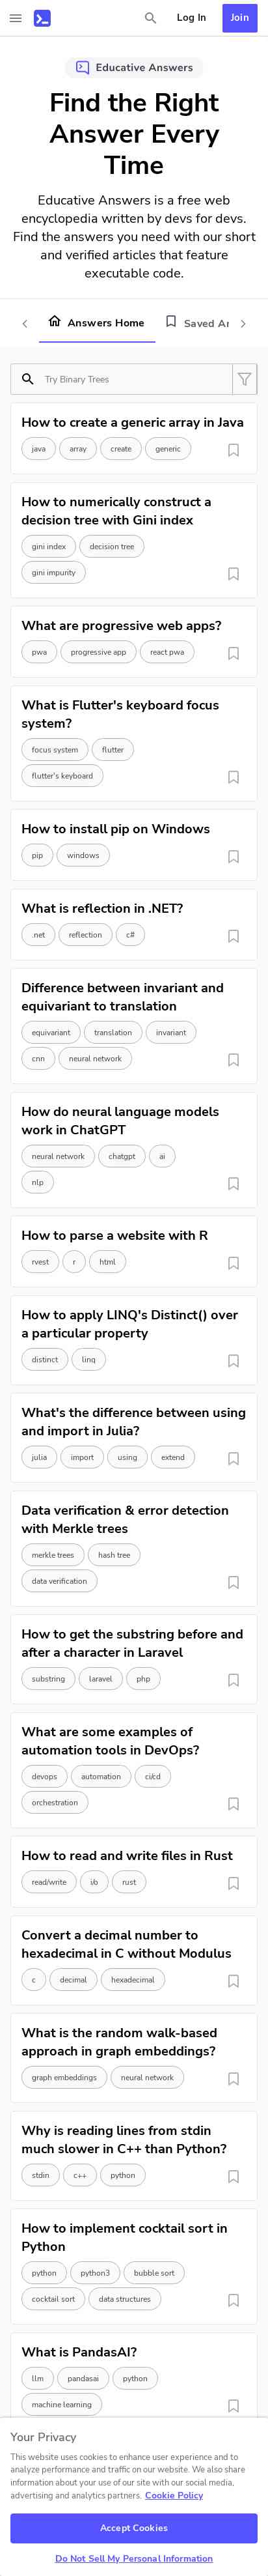 Log In
Join
Educative Answers
Find the Right
Answer Every
Time
Educative Answers is a free web
encyclopedia written by devs for devs.
Find the answers you need with our short
and verified articles that feature
executable code.
Answers Home
Saved An
Try Binary Trees
How to create a generic array in Java
java array create generic
How to numerically construct a
decision tree with Gini index
gini index decision tree
gini impurity
What are progressive web apps?
pwa progressive app react pwa
What is Flutter's keyboard focus
system?
focus system flutter
flutter's keyboard
How to install pip on Windows
pip windows
What is reflection in .NET?
.net reflection c#
Difference between invariant and
equivariant to translation
equivariant translation invariant
cnn neural network
How do neural language models
work in ChatGPT
neural network chatgpt ai
nlp
How to parse a website with R
rvest r html
How to apply LINQ's Distinct() over
a particular property
distinct linq
What's the difference between using
and import in Julia?
julia import using extend
Data verification & error detection
with Merkle trees
merkle trees hash tree
data verification
How to get the substring before and
after a character in Laravel
substring laravel php
What are some examples of
automation tools in DevOps?
devops automation ci/cd
orchestration
How to read and write files in Rust
read/write i/o rust
Convert a decimal number to
hexadecimal in C without Modulus
c decimal hexadecimal
What is the random walk-based
approach in graph embeddings?
graph embeddings neural network
Why is reading lines from stdin
much slower in C++ than Python?
stdin c++ python
How to implement cocktail sort in
Python
python python3 bubble sort
cocktail sort data structures
What is PandasAI?
llm pandasai python
machine learning
Your Privacy
This website uses cookies to enhance user experience and to
analyze performance and traffic on our website. We also share
information about your use of our site with our social media,
advertising and analytics partners. Cookie Policy
Accept Cookies
Do Not Sell My Personal Information